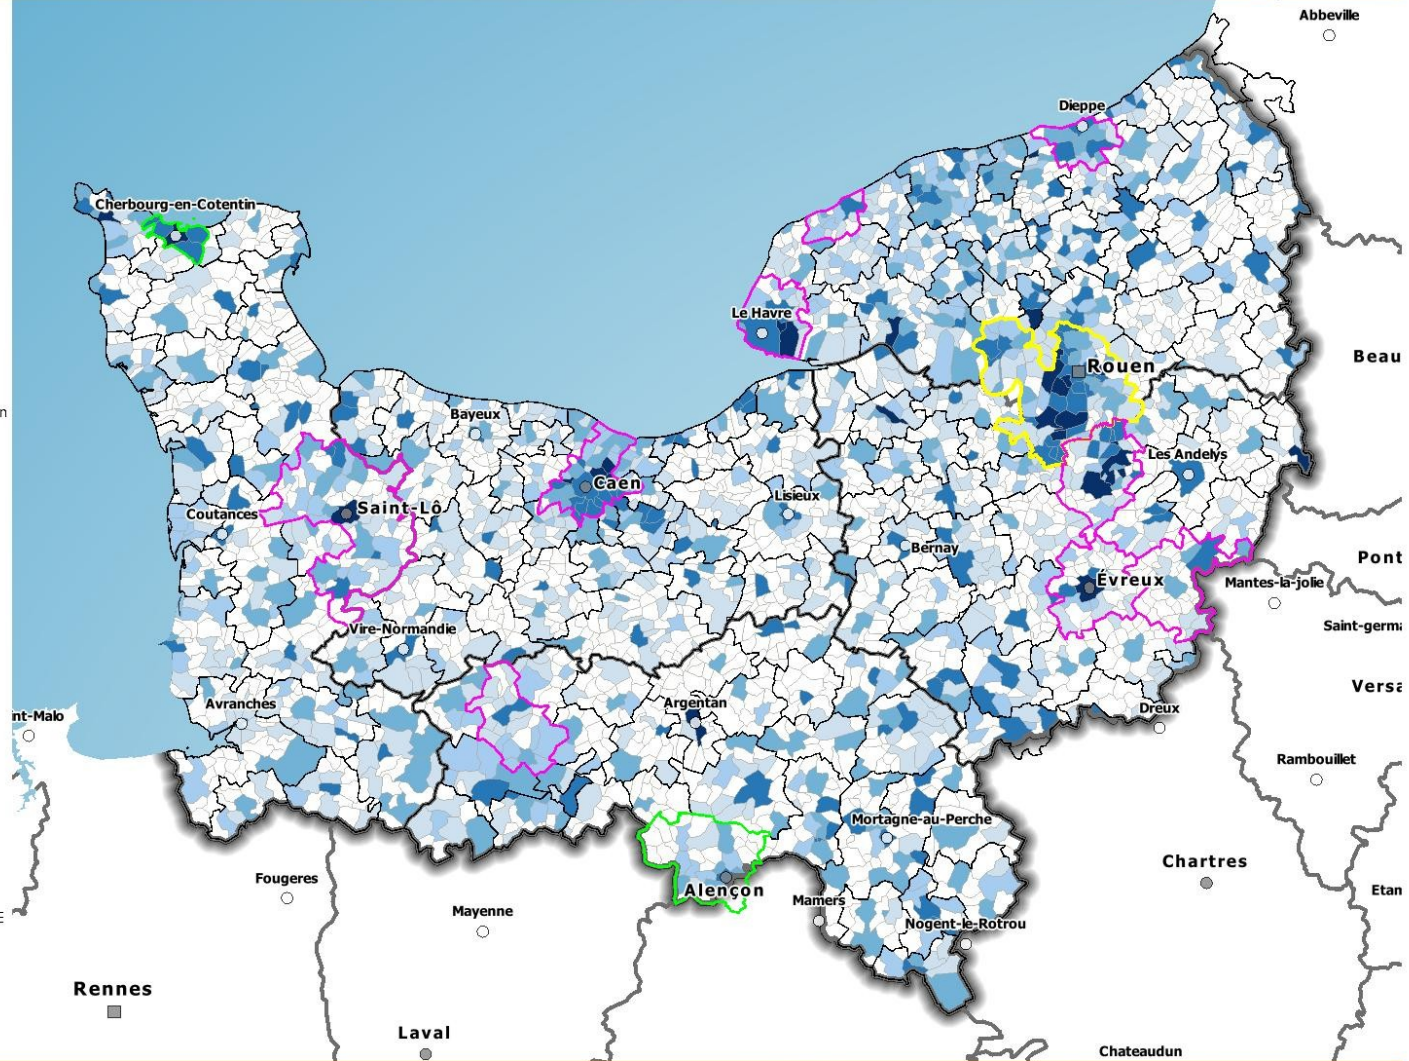 Abbeville
Dieppe
Cherbourg-en-Cotentin
Le Havre
Beau
Rouen
Bayeux
Les Andelys
Caen
Lisieux
Coutances
Saint-Lô
Bernay
Pont
Évreux
Mantes-la-jolie
Saint-germa
Vire-Normandie
Versa
Avranches
Argentan
Dreux
int-Malo
Rambouillet
Mortagne-au-Perche
Chartres
Fougeres
Alençon
Etan
Mamers
Mayenne
Nogent-le-Rotrou
Rennes
Laval
Chateaudun